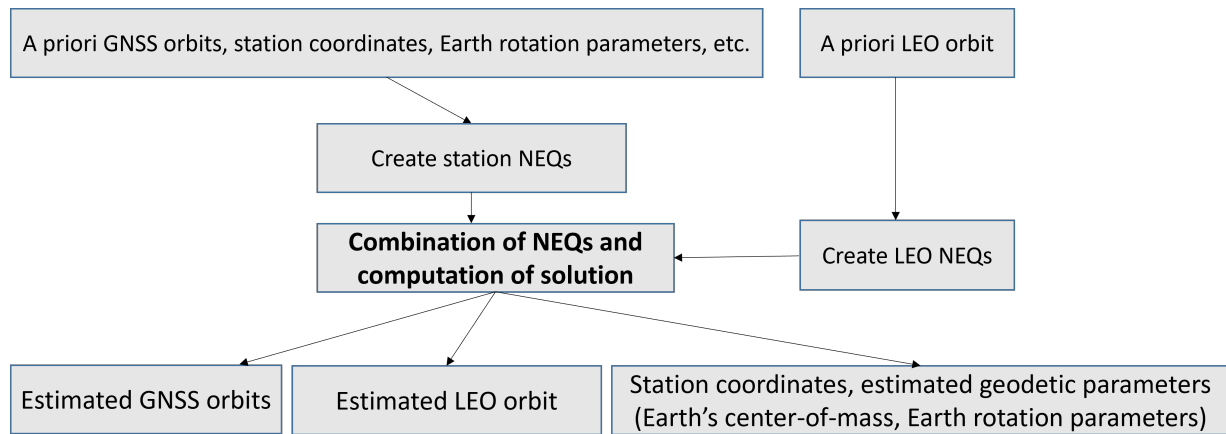 A priori GNSS orbits, station coordinates, Earth rotation parameters, etc.
A priori LEO orbit
Create station NEQs
Combination of NEQs and
computation of solution
Create LEO NEQs
Estimated GNSS orbits
Estimated LEO orbit
Station coordinates, estimated geodetic parameters
(Earth's center-of-mass, Earth rotation parameters)